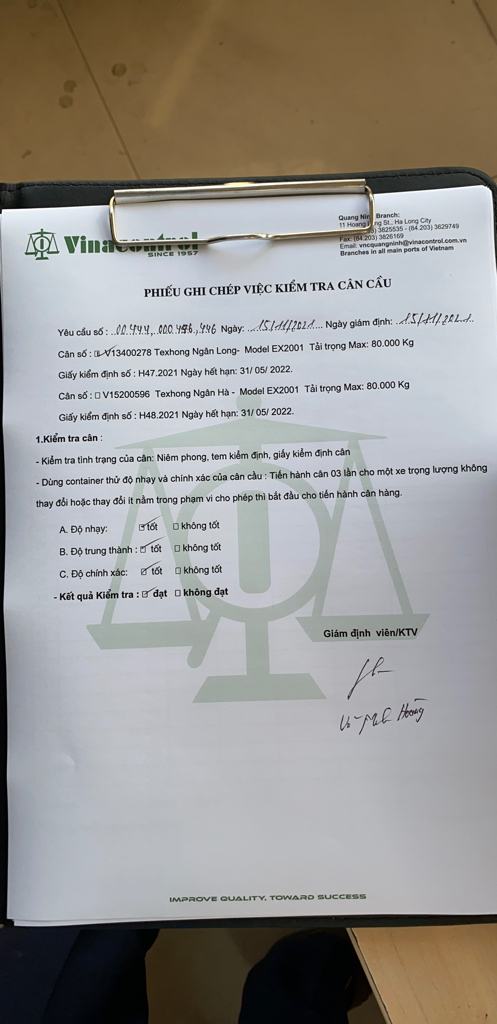 Vinacontrol
SINCE 1957
Quang Ninh Branch:
11 Hoang Long St., Ha Long City
3825535 - (84.203) 3629749
Fax: (84.203) 3826169
Email: vncquangninh@vinacontrol.com.vn
Branches in all main ports of Vietnam
PHIẾU GHI CHÉP VIỆC KIỂM TRA CÂN CẨU
Yêu cầu số : 00.444, 000.456, 446 Ngày: 15/11/2021 Ngày giám định: 15/11/2021
Cân số : ☑ V13400278 Texhong Ngân Long- Model EX2001 Tải trọng Max: 80.000 Kg
Giấy kiểm định số : H47.2021 Ngày hết hạn: 31/ 05/ 2022.
Cân số : ☐ V15200596 Texhong Ngân Hà - Model EX2001 Tải trọng Max: 80.000 Kg
Giấy kiểm định số : H48.2021 Ngày hết hạn: 31/ 05/ 2022.
1.Kiểm tra cân :
- Kiểm tra tình trạng của cân: Niêm phong, tem kiểm định, giấy kiểm định cân
- Dùng container thử độ nhạy và chính xác của cân cẩu : Tiến hành cân 03 lần cho một xe trọng lượng không
thay đổi hoặc thay đổi ít nằm trong phạm vi cho phép thì bắt đầu cho tiến hành cân hàng.
A. Độ nhạy: ☑ tốt ☐ không tốt
B. Độ trung thành : ☑ tốt ☐ không tốt
C. Độ chính xác: ☑ tốt ☐ không tốt
- Kết quả Kiểm tra : ☑ đạt ☐ không đạt
Giám định viên/KTV
Hoàng
IMPROVE QUALITY, TOWARD SUCCESS